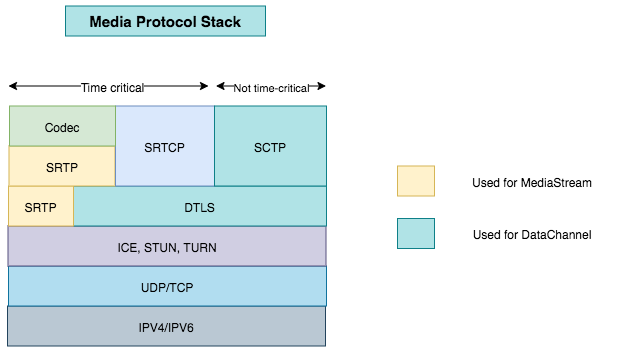 Media Protocol Stack
Time critical
Not time-critical
Codec
SRTCP
SCTP
SRTP
SRTP
DTLS
ICE, STUN, TURN
UDP/TCP
IPV4/IPV6
Used for MediaStream
Used for DataChannel